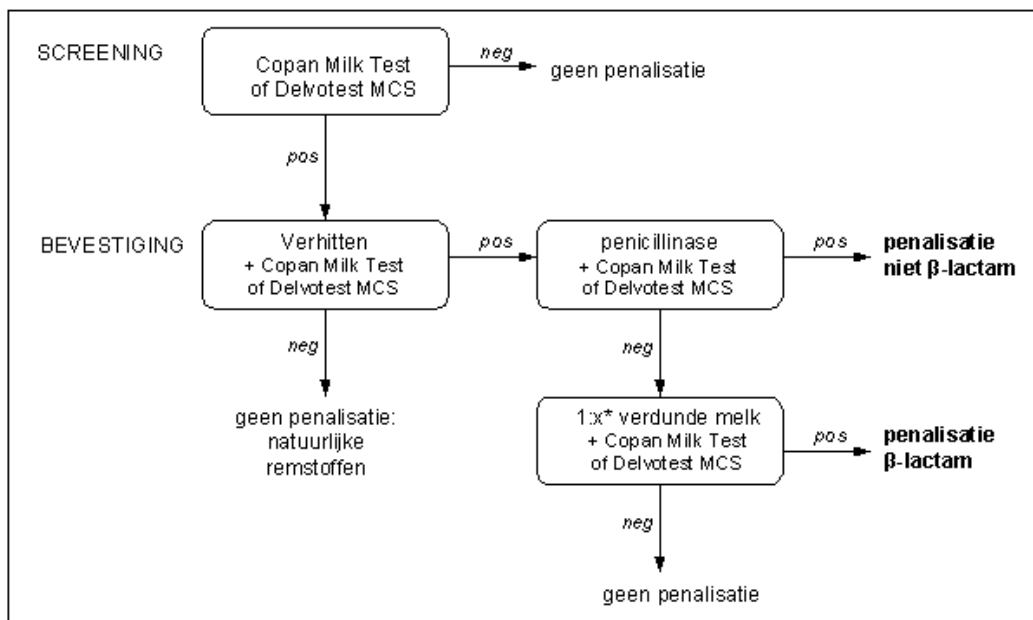 SCREENING
Copan Milk Test
of Delvotest MCS
neg
geen penalisatie
pos
BEVESTIGING
Verhitten
+ Copan Milk Test
of Delvotest MCS
pos
penicillinase
+ Copan Milk Test
of Delvotest MCS
pos
penalisatie
niet β-lactam
neg
geen penalisatie:
natuurlijke
remstoffen
neg
1:x* verdunde melk
+ Copan Milk Test
of Delvotest MCS
pos
penalisatie
β-lactam
neg
geen penalisatie